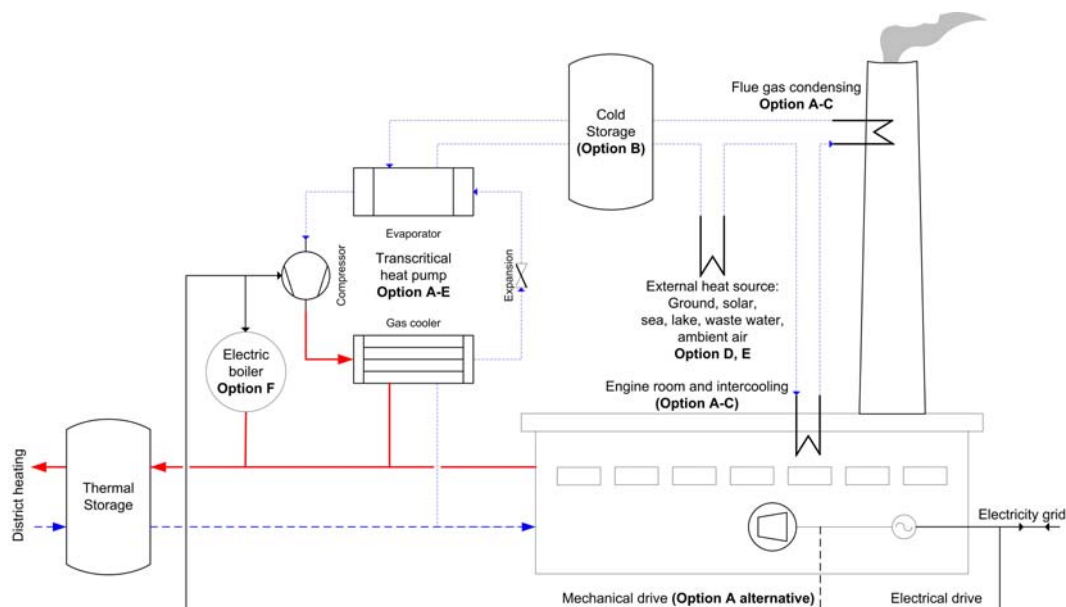 Flue gas condensing
Option A-C
Cold
Storage
(Option B)
Evaporator
Compressor
Transcritical
heat pump
Option A-E
Expansion
Gas cooler
External heat source:
Ground, solar,
sea, lake, waste water,
ambient air
Option D, E
Electric
boiler
Option F
Engine room and intercooling
(Option A-C)
District heating
Thermal
Storage
Electricity grid
Mechanical drive (Option A alternative)
Electrical drive